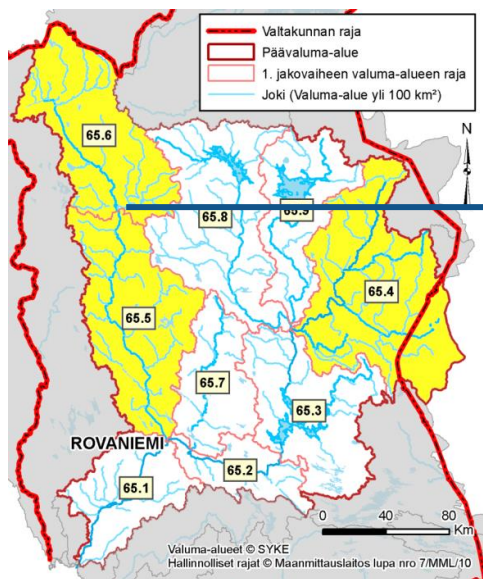 Valtakunnan raja
Päävaluma-alue
1. jakovaiheen valuma-alueen raja
Joki (Valuma-alue yli 100 km²)
N
65.6
65.8
65.9
65.4
65.5
65.7
65.3
ROVANIEMI
65.2
65.1
0 40 80
Km
Valuma-alueet © SYKE
Hallinnolliset rajat © Maanmittauslaitos lupa nro 7/MML/10